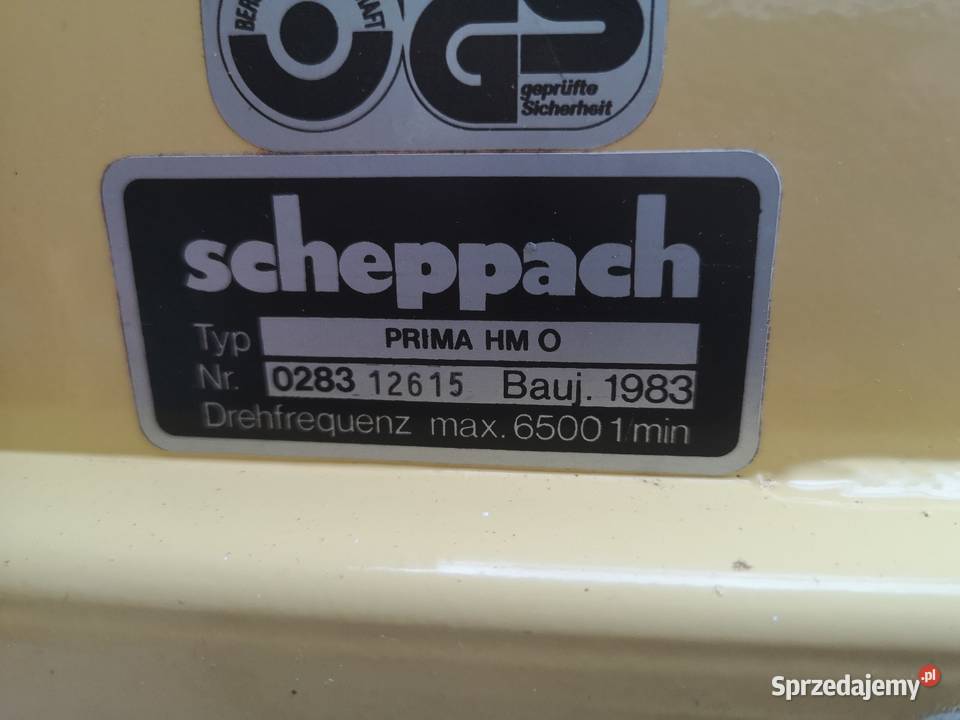 geprüfte
Sicherheit
scheppach
Typ PRIMA HM O
Nr. 0283 12615 Bauj. 1983
Drehfrequenz max. 6500 1/min
Sprzedajemy.pl